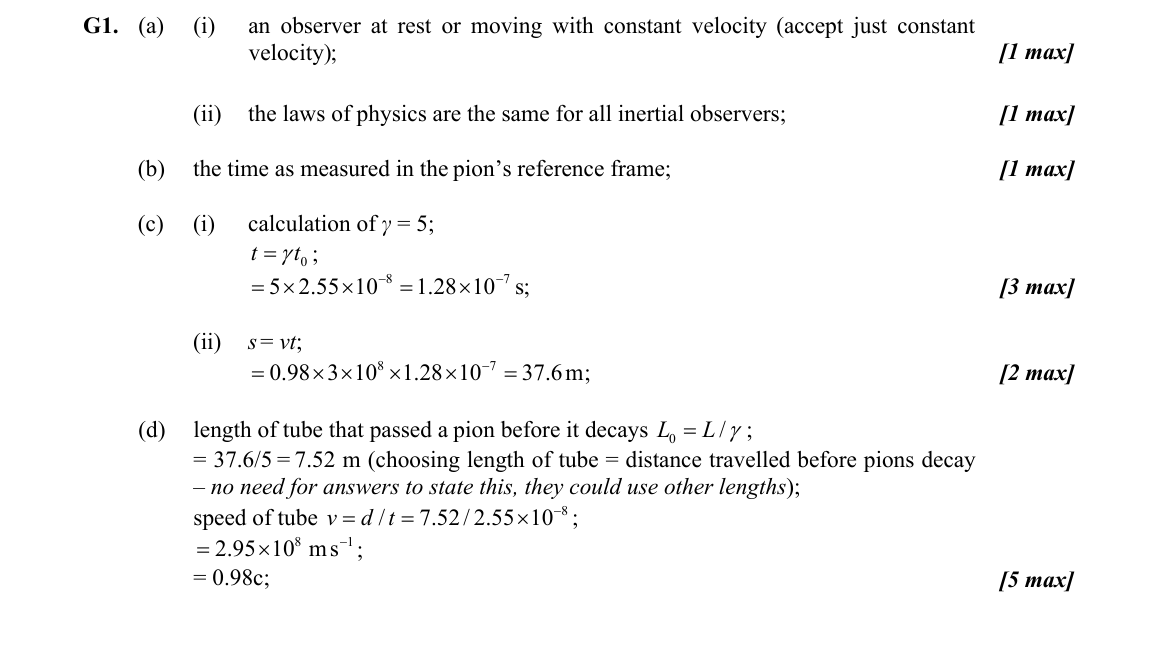 G1. (a) (i) an observer at rest or moving with constant velocity (accept just constant
velocity); [1 max]
(ii) the laws of physics are the same for all inertial observers; [1 max]
(b) the time as measured in the pion’s reference frame; [1 max]
(c) (i) calculation of γ = 5;
t = γt₀ ;
= 5×2.55×10⁻⁸ = 1.28×10⁻⁷ s; [3 max]
(ii) s = vt;
= 0.98×3×10⁸ ×1.28×10⁻⁷ = 37.6 m; [2 max]
(d) length of tube that passed a pion before it decays L₀ = L / γ ;
= 37.6/5 = 7.52 m (choosing length of tube = distance travelled before pions decay
– no need for answers to state this, they could use other lengths);
speed of tube v = d / t = 7.52 / 2.55×10⁻⁸ ;
= 2.95×10⁸ m s⁻¹ ;
= 0.98c; [5 max]